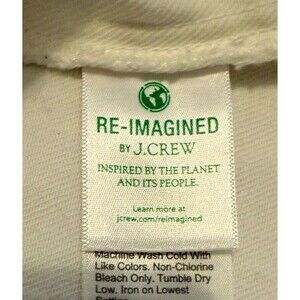 RE-IMAGINED
BY J.CREW
INSPIRED BY THE PLANET
AND ITS PEOPLE.
Learn more at
jcrew.com/reimagined
Machine Wash Cold With
Like Colors. Non-Chlorine
Bleach Only. Tumble Dry
Low. Iron on Lowest